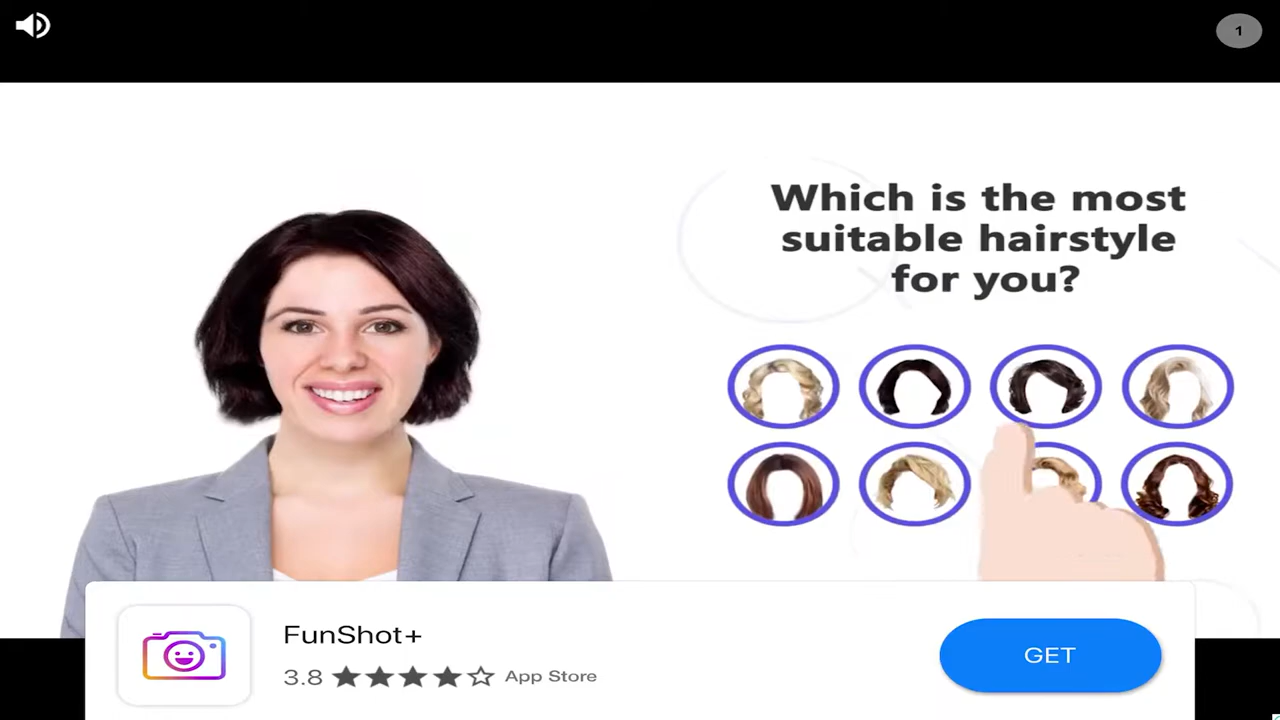 1
Which is the most
suitable hairstyle
for you?
FunShot+
3.8 App Store
GET